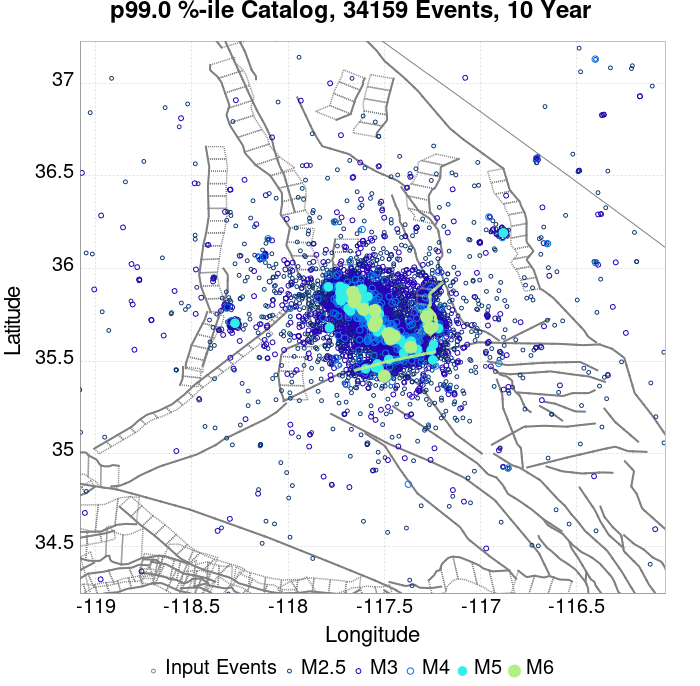 p99.0 %-ile Catalog, 34159 Events, 10 Year
37
36.5
36
35.5
35
34.5
Latitude
-119 -118.5 -118 -117.5 -117 -116.5
Longitude
Input Events M2.5 M3 M4 M5 M6